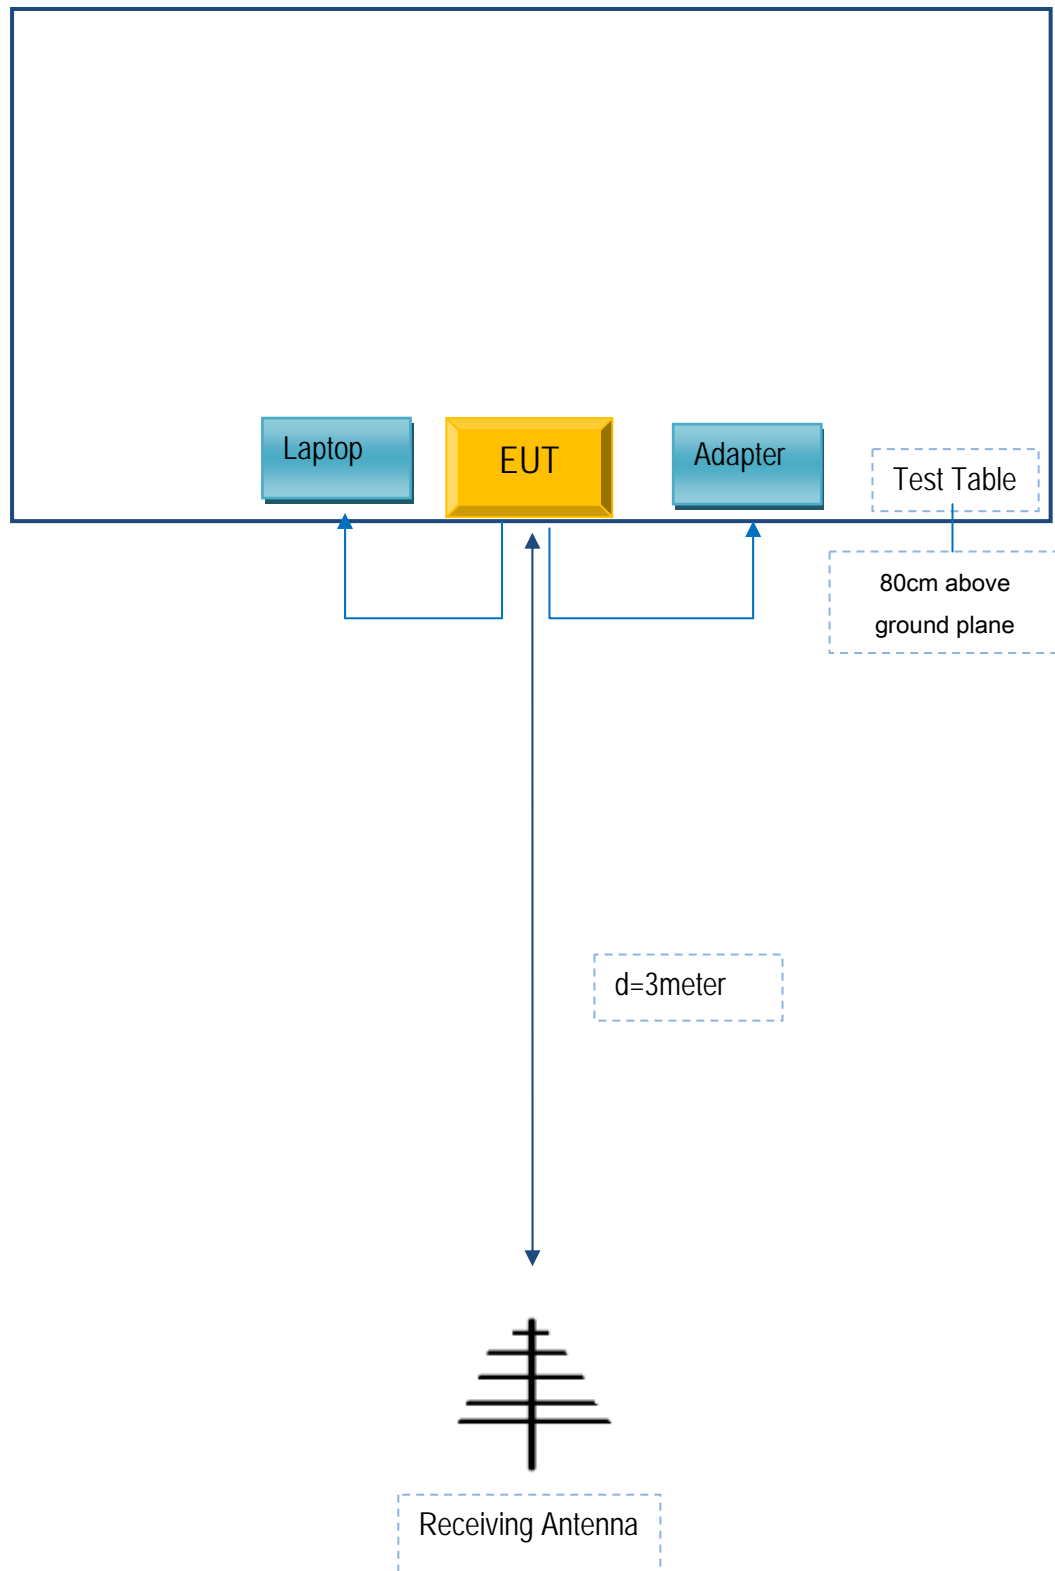 Laptop
EUT
Adapter
Test Table
80cm above
ground plane
d=3meter
Receiving Antenna